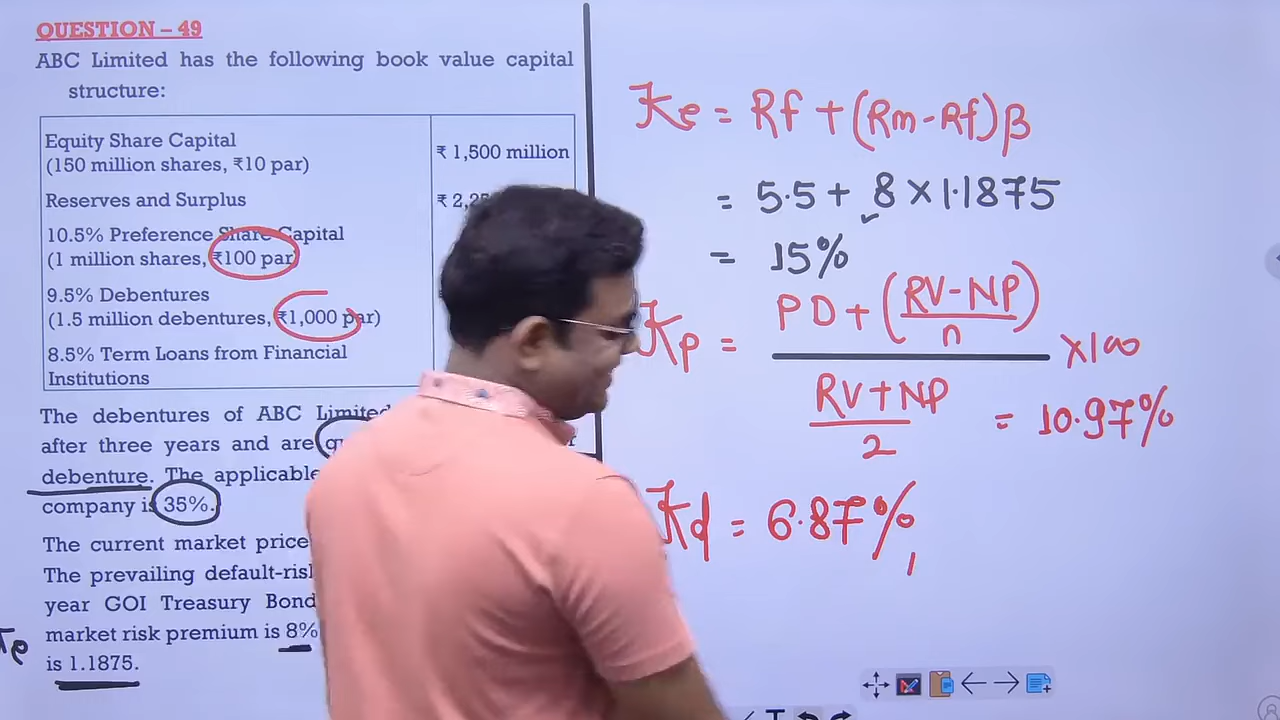 QUESTION – 49
ABC Limited has the following book value capital
structure:
Equity Share Capital
(150 million shares, ₹10 par)
₹ 1,500 million
Reserves and Surplus
₹ 2,25
10.5% Preference Share Capital
(1 million shares, ₹100 par)
9.5% Debentures
(1.5 million debentures, ₹1,000 par)
8.5% Term Loans from Financial
Institutions
The debentures of ABC Limited
after three years and are
debenture. The applicable
company is 35%.
The current market price
The prevailing default-risk
year GOI Treasury Bond
market risk premium is 8%
is 1.1875.
Ke = Rf + (Rm-Rf)β
= 5.5 + 8 × 1.1875
= 15%
Kp = PD + (RV-NP)
n
×100
RV+NP
2
= 10.97%
Kd = 6.87%